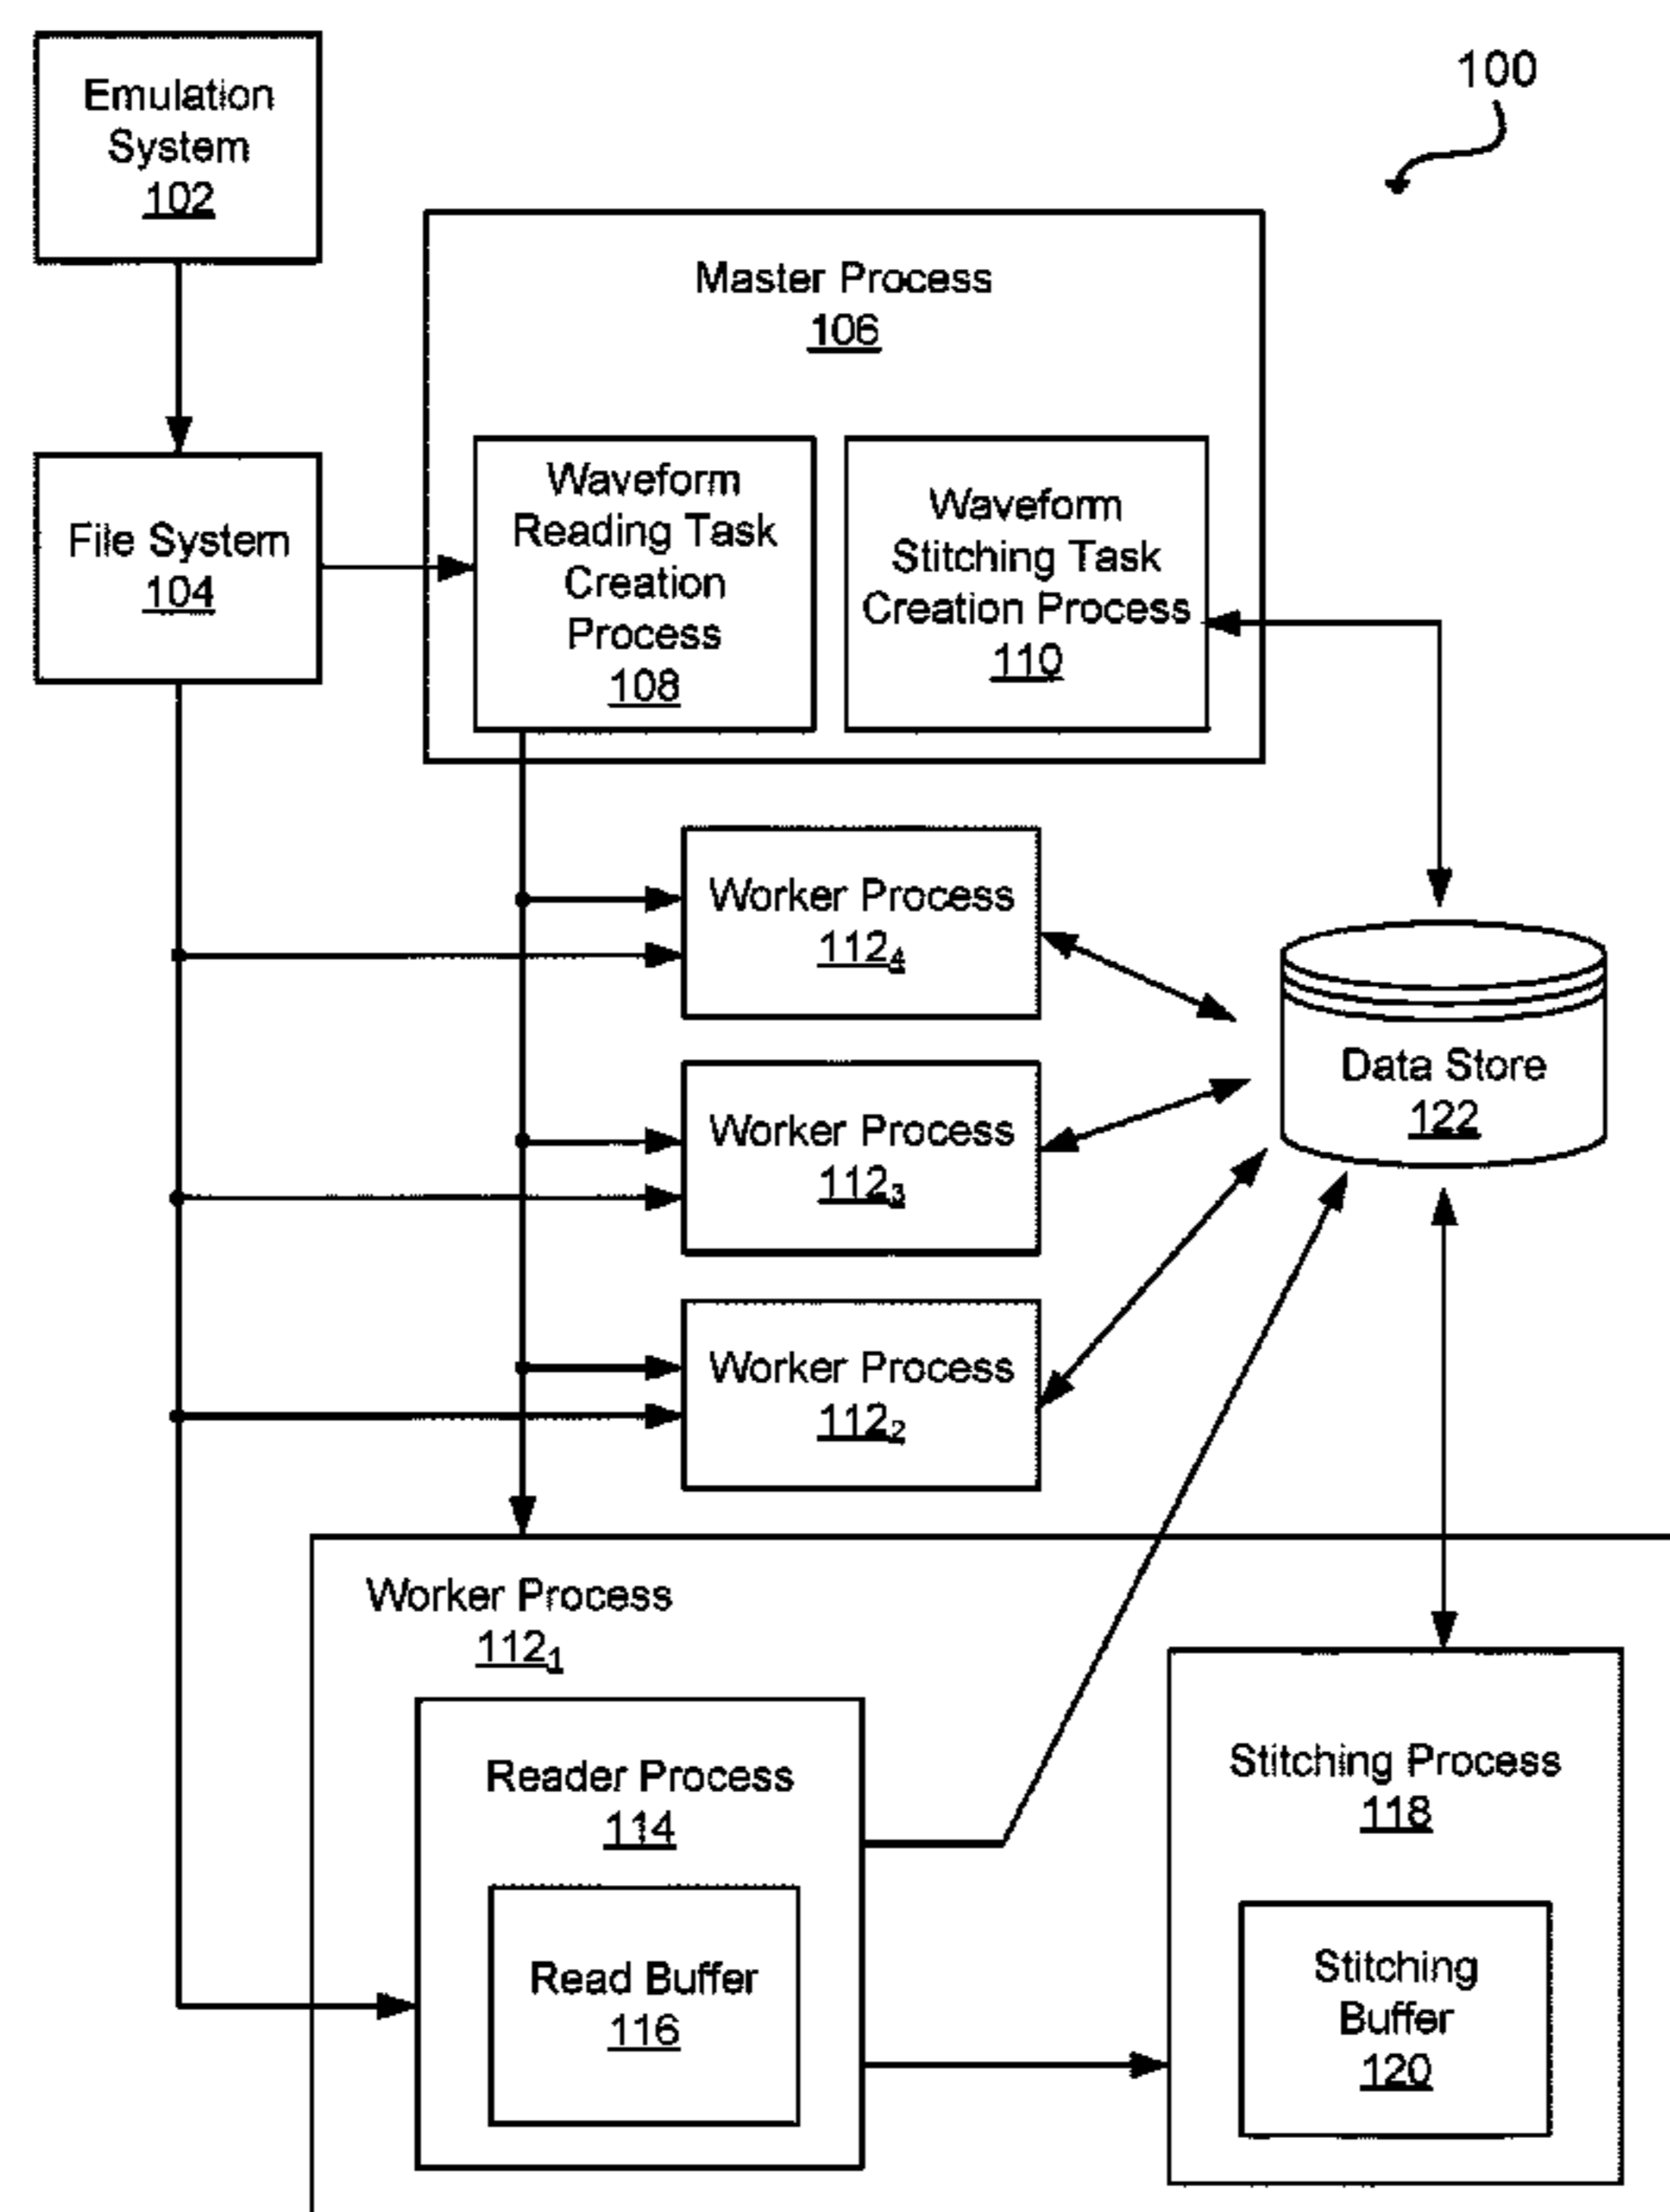 Emulation
System
102
100
Master Process
106
File System
104
Waveform
Reading Task
Creation
Process
108
Waveform
Stitching Task
Creation Process
110
Worker Process
112₄
Worker Process
112₃
Worker Process
112₂
Data Store
122
Worker Process
112₁
Reader Process
114
Read Buffer
116
Stitching Process
118
Stitching
Buffer
120